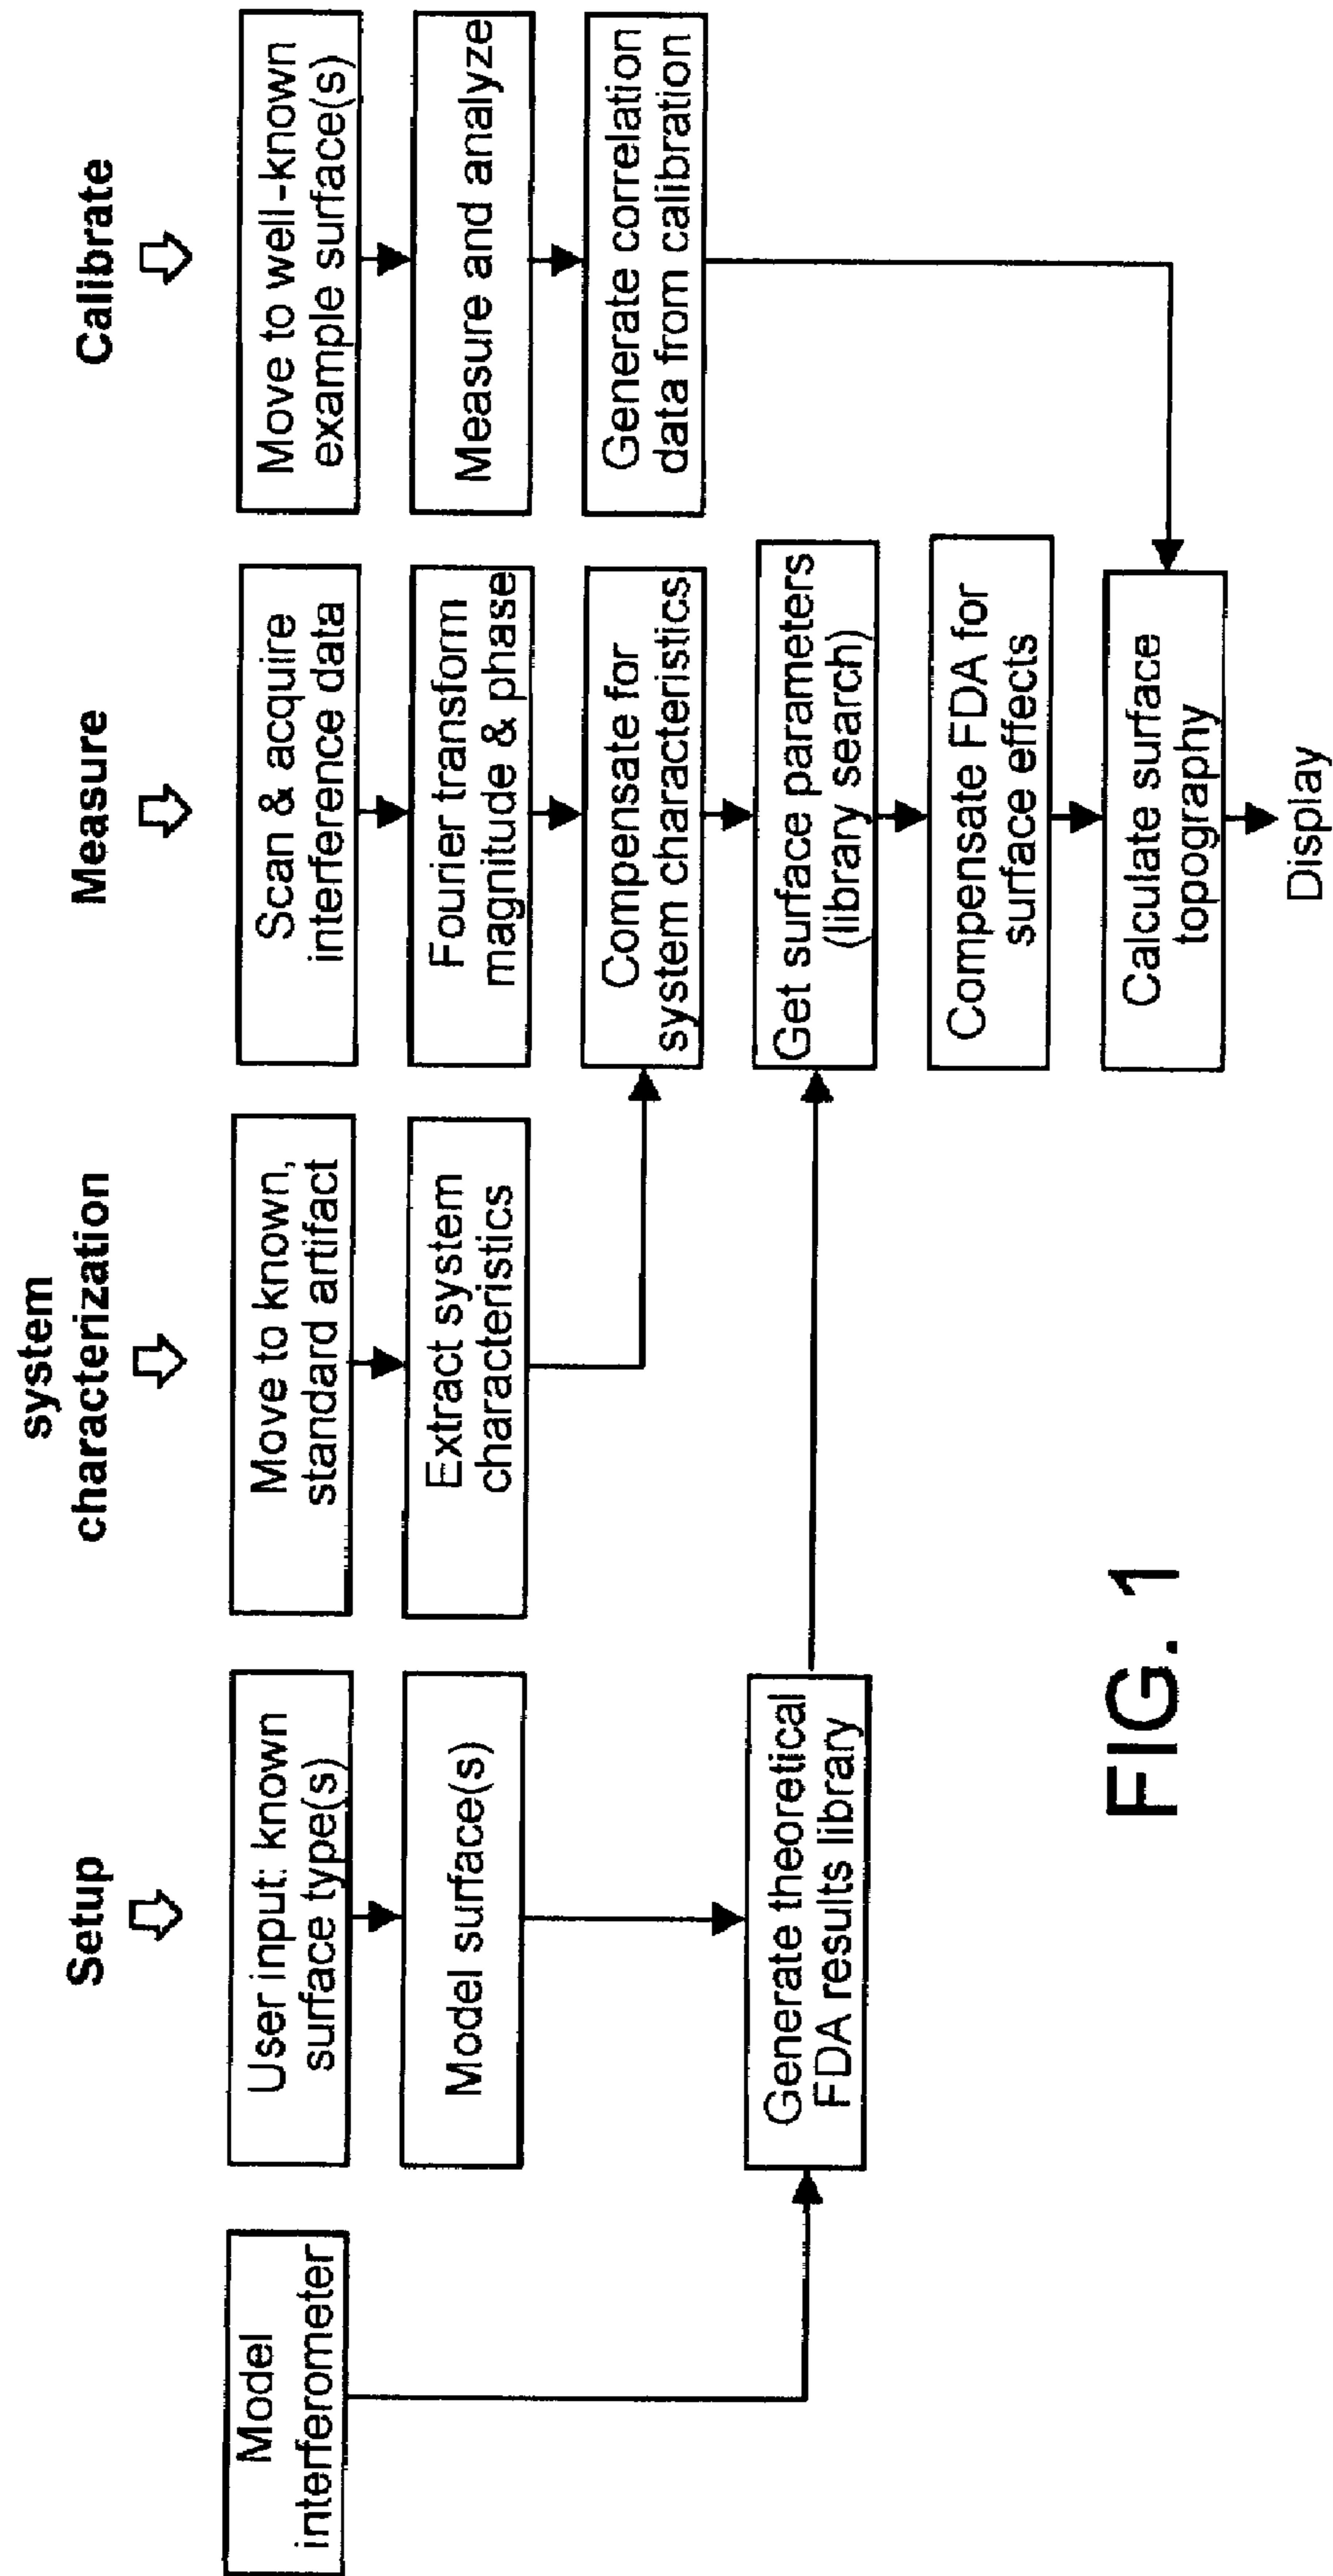 Model
interferometer
Setup
User input: known
surface type(s)
Model surface(s)
Generate theoretical
FDA results library
system
characterization
Move to known,
standard artifact
Extract system
characteristics
Measure
Scan & acquire
interference data
Fourier transform
magnitude & phase
Compensate for
system characteristics
Get surface parameters
(library search)
Compensate FDA for
surface effects
Calculate surface
topography
Display
Calibrate
Move to well-known
example surface(s)
Measure and analyze
Generate correlation
data from calibration
FIG. 1